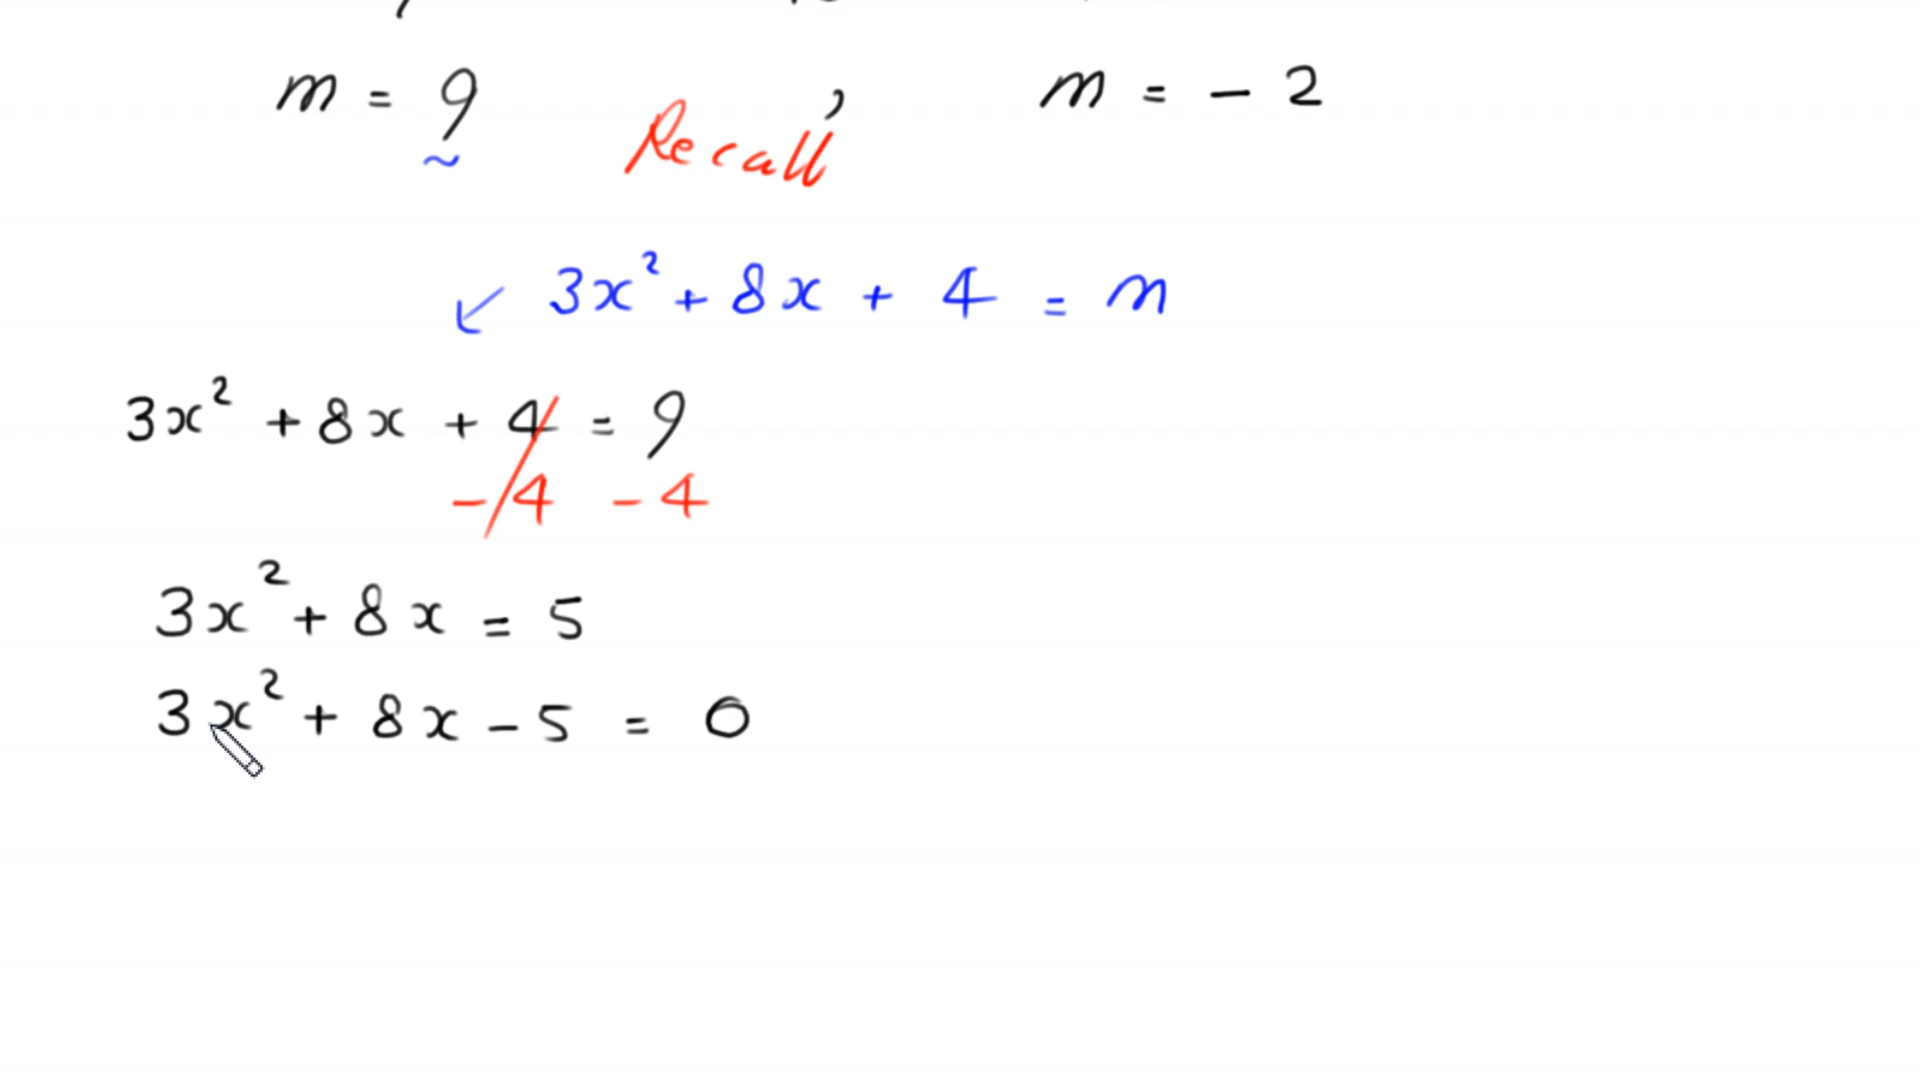 m = 9 , m = - 2
Recall
3x² + 8x + 4 = m
3x² + 8x + 4 = 9
- 4 - 4
3x² + 8x = 5
3x² + 8x - 5 = 0